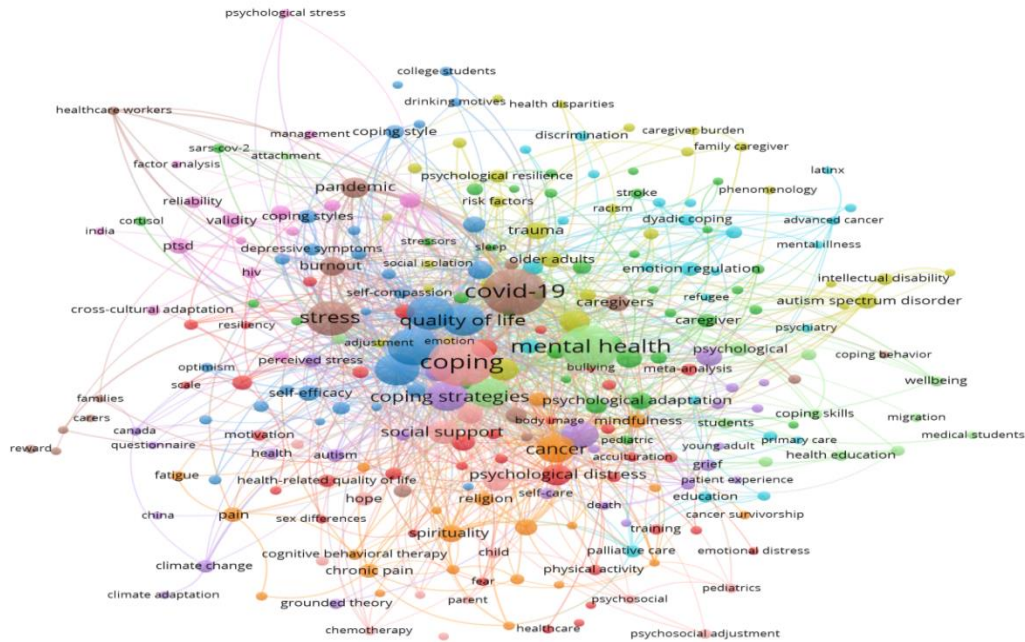 psychological stress
college students
drinking motives
health disparities
healthcare workers
management
coping style
discrimination
caregiver burden
sars-cov-2
attachment
family caregiver
factor analysis
psychological resilience
latinx
pandemic
stroke
phenomenology
reliability
risk factors
racism
cortisol
validity
coping styles
dyadic coping
advanced cancer
india
trauma
ptsd
depressive symptoms
stressors
sleep
mental illness
older adults
burnout
social isolation
emotion regulation
hiv
intellectual disability
self-compassion
covid-19
refugee
caregivers
autism spectrum disorder
cross-cultural adaptation
resiliency
stress
quality of life
caregiver
psychiatry
adjustment
emotion
mental health
psychological
coping behavior
perceived stress
coping
bullying
meta-analysis
optimism
wellbeing
scale
self-efficacy
coping strategies
psychological adaptation
families
body image
mindfulness
coping skills
migration
carers
canada
motivation
social support
students
medical students
reward
questionnaire
health
autism
cancer
pediatric
young adult
primary care
acculturation
health education
fatigue
health-related quality of life
psychological distress
grief
patient experience
hope
religion
self-care
education
china
pain
sex differences
death
cancer survivorship
spirituality
training
cognitive behavioral therapy
child
palliative care
emotional distress
climate change
chronic pain
fear
physical activity
climate adaptation
grounded theory
parent
psychosocial
pediatrics
chemotherapy
healthcare
psychosocial adjustment